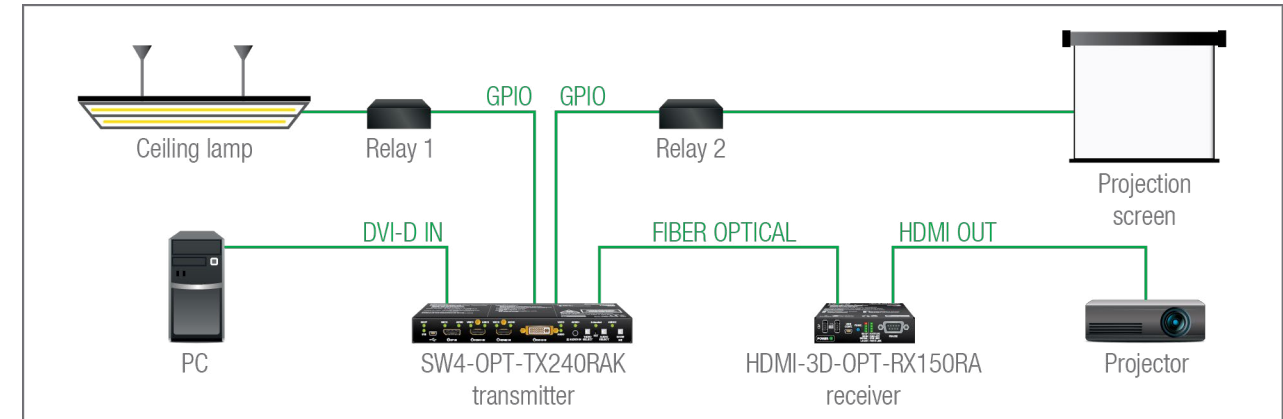 GPIO GPIO
Ceiling lamp
Relay 1
Relay 2
Projection
screen
DVI-D IN
FIBER OPTICAL
HDMI OUT
PC
SW4-OPT-TX240RAK
transmitter
HDMI-3D-OPT-RX150RA
receiver
Projector